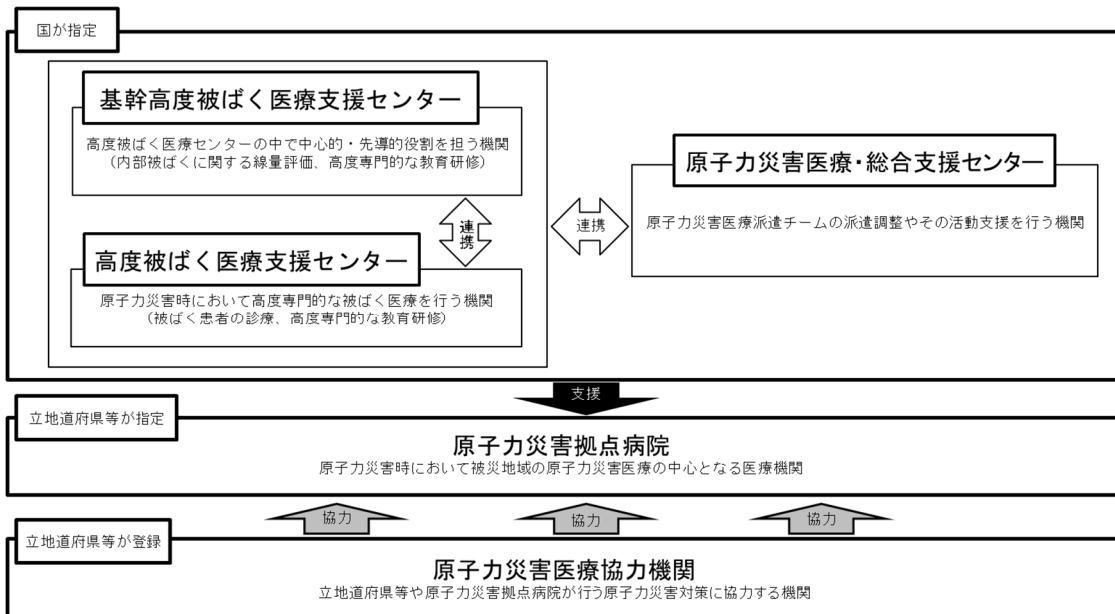 国が指定
基幹高度被ばく医療支援センター
高度被ばく医療センターの中で中心的・先導的役割を担う機関
(内部被ばくに関する線量評価、高度専門的な教育研修)
連携
高度被ばく医療支援センター
原子力災害時において高度専門的な被ばく医療を行う機関
(被ばく患者の診療、高度専門的な教育研修)
連携
原子力災害医療・総合支援センター
原子力災害医療派遣チームの派遣調整やその活動支援を行う機関
支援
立地道府県等が指定
原子力災害拠点病院
原子力災害時において被災地域の原子力災害医療の中心となる医療機関
協力
協力
協力
立地道府県等が登録
原子力災害医療協力機関
立地道府県等や原子力災害拠点病院が行う原子力災害対策に協力する機関